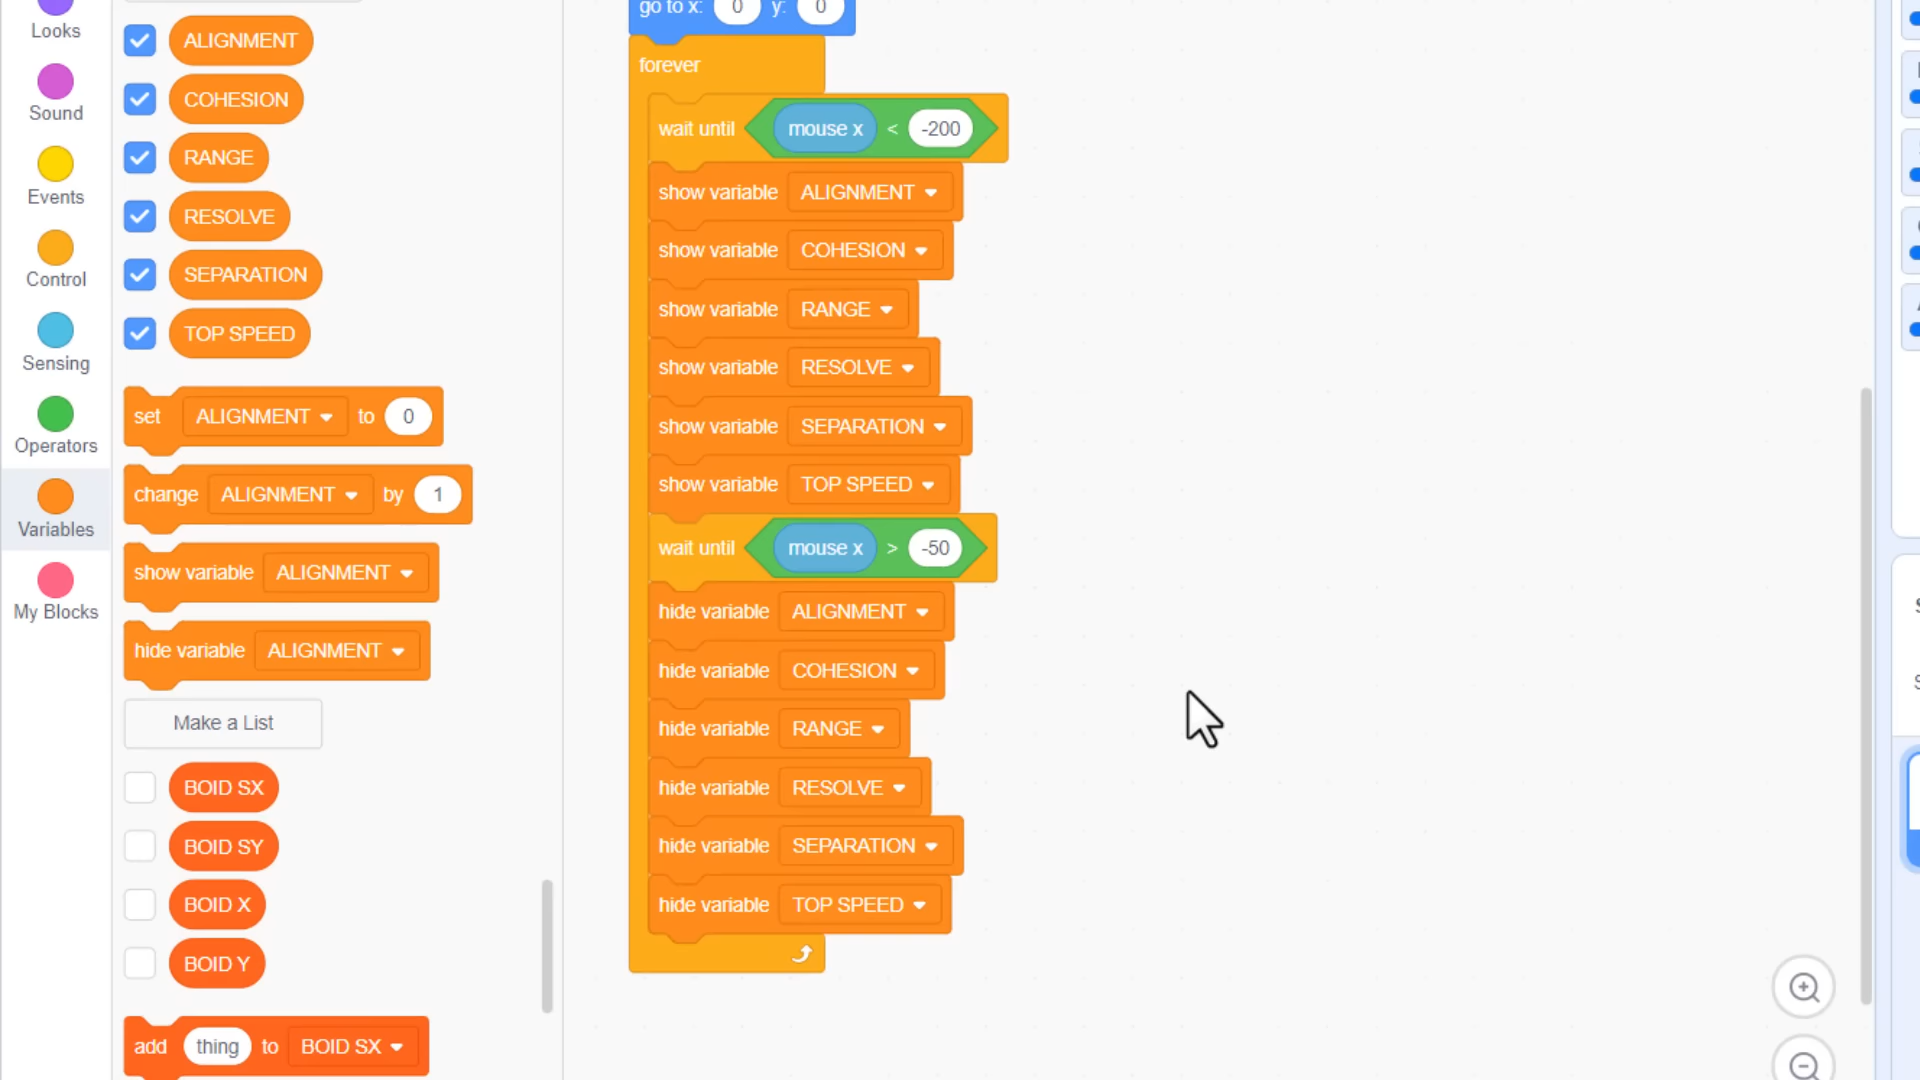 Looks
Sound
Events
Control
Sensing
Operators
Variables
My Blocks
ALIGNMENT
COHESION
RANGE
RESOLVE
SEPARATION
TOP SPEED
set ALIGNMENT to 0
change ALIGNMENT by 1
show variable ALIGNMENT
hide variable ALIGNMENT
Make a List
BOID SX
BOID SY
BOID X
BOID Y
add thing to BOID SX
go to x: 0 y: 0
forever
wait until mouse x < -200
show variable ALIGNMENT
show variable COHESION
show variable RANGE
show variable RESOLVE
show variable SEPARATION
show variable TOP SPEED
wait until mouse x > -50
hide variable ALIGNMENT
hide variable COHESION
hide variable RANGE
hide variable RESOLVE
hide variable SEPARATION
hide variable TOP SPEED